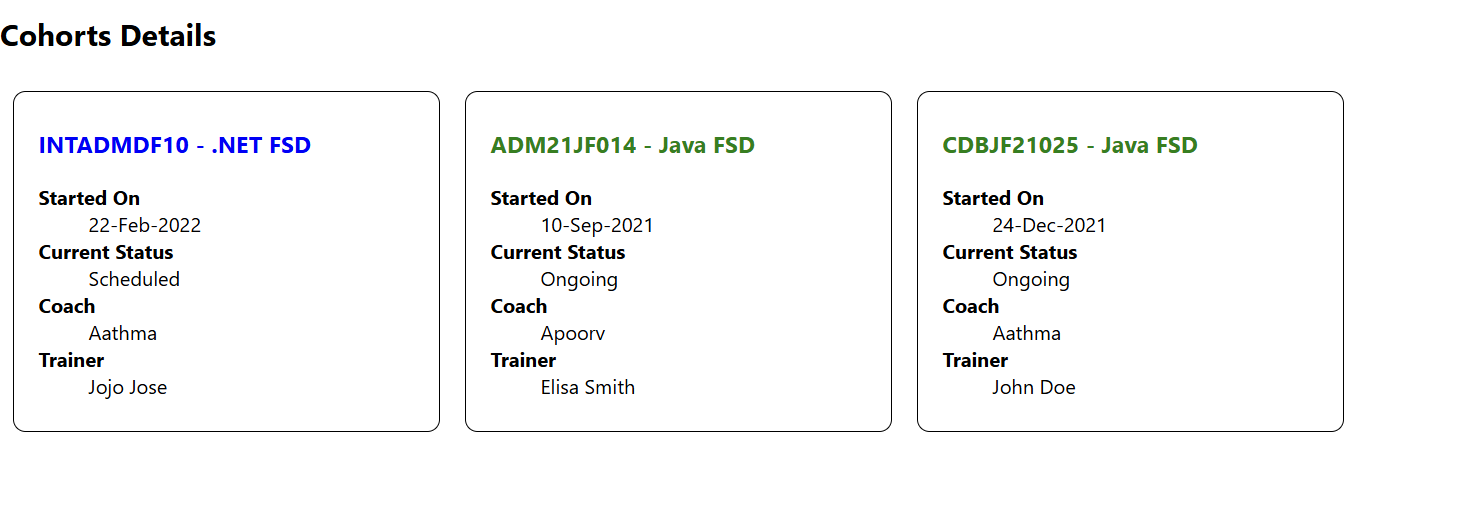 Cohorts Details
INTADMDF10 - .NET FSD
Started On
22-Feb-2022
Current Status
Scheduled
Coach
Aathma
Trainer
Jojo Jose
ADM21JF014 - Java FSD
Started On
10-Sep-2021
Current Status
Ongoing
Coach
Apoorv
Trainer
Elisa Smith
CDBJF21025 - Java FSD
Started On
24-Dec-2021
Current Status
Ongoing
Coach
Aathma
Trainer
John Doe